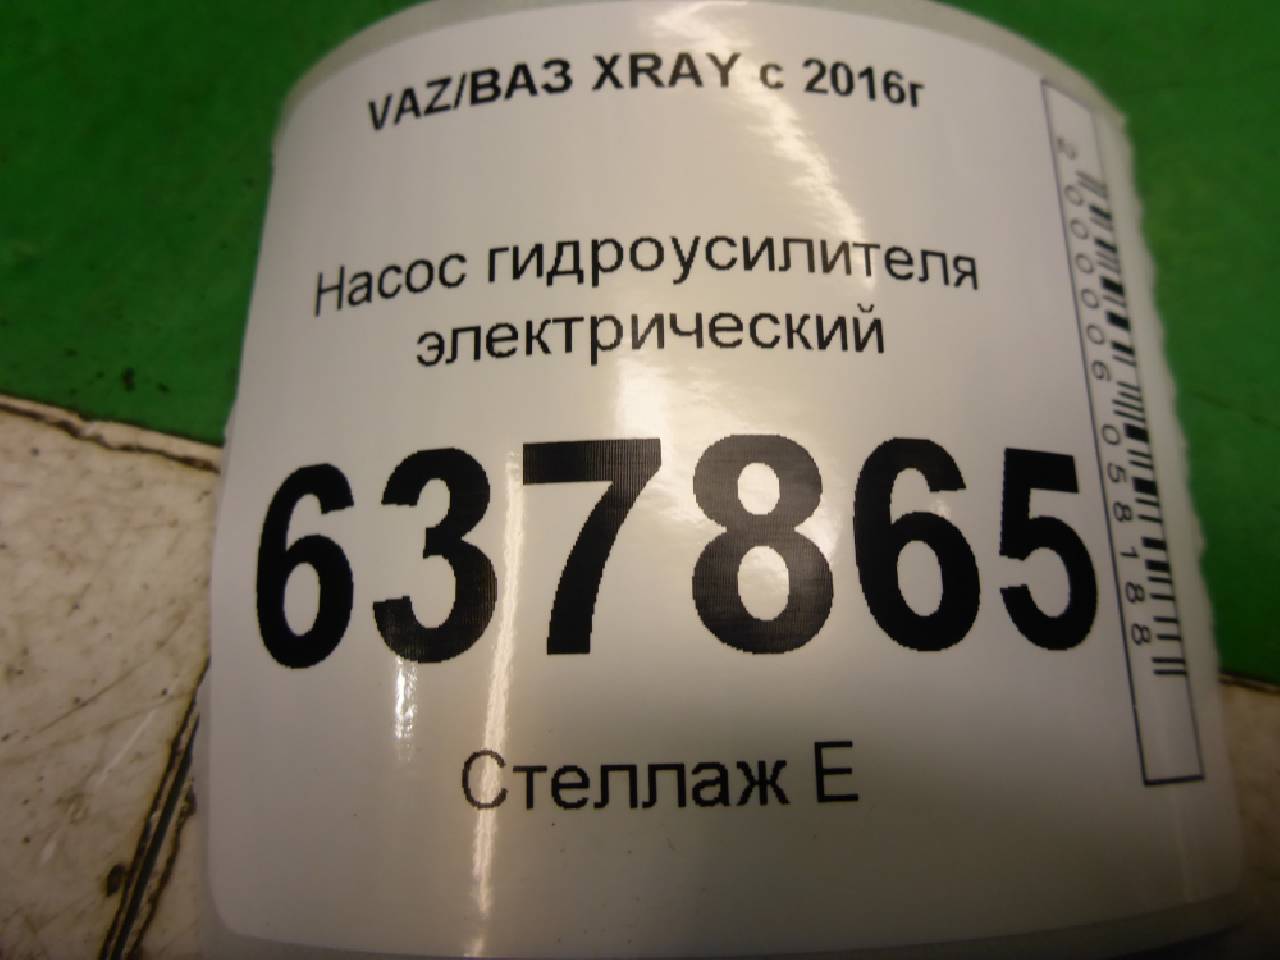 VAZ/ВАЗ XRAY с 2016г
Насос гидроусилителя
электрический
637865
Стеллаж Е
2000006058188